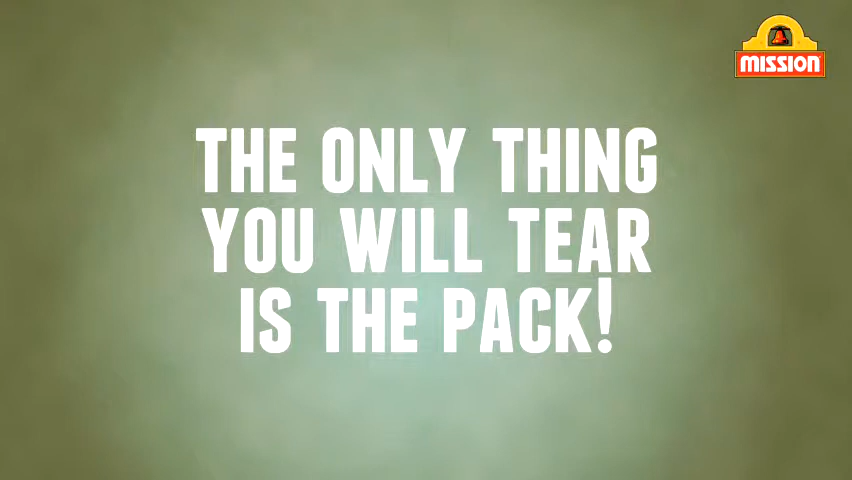 MISSION
THE ONLY THING
YOU WILL TEAR
IS THE PACK!